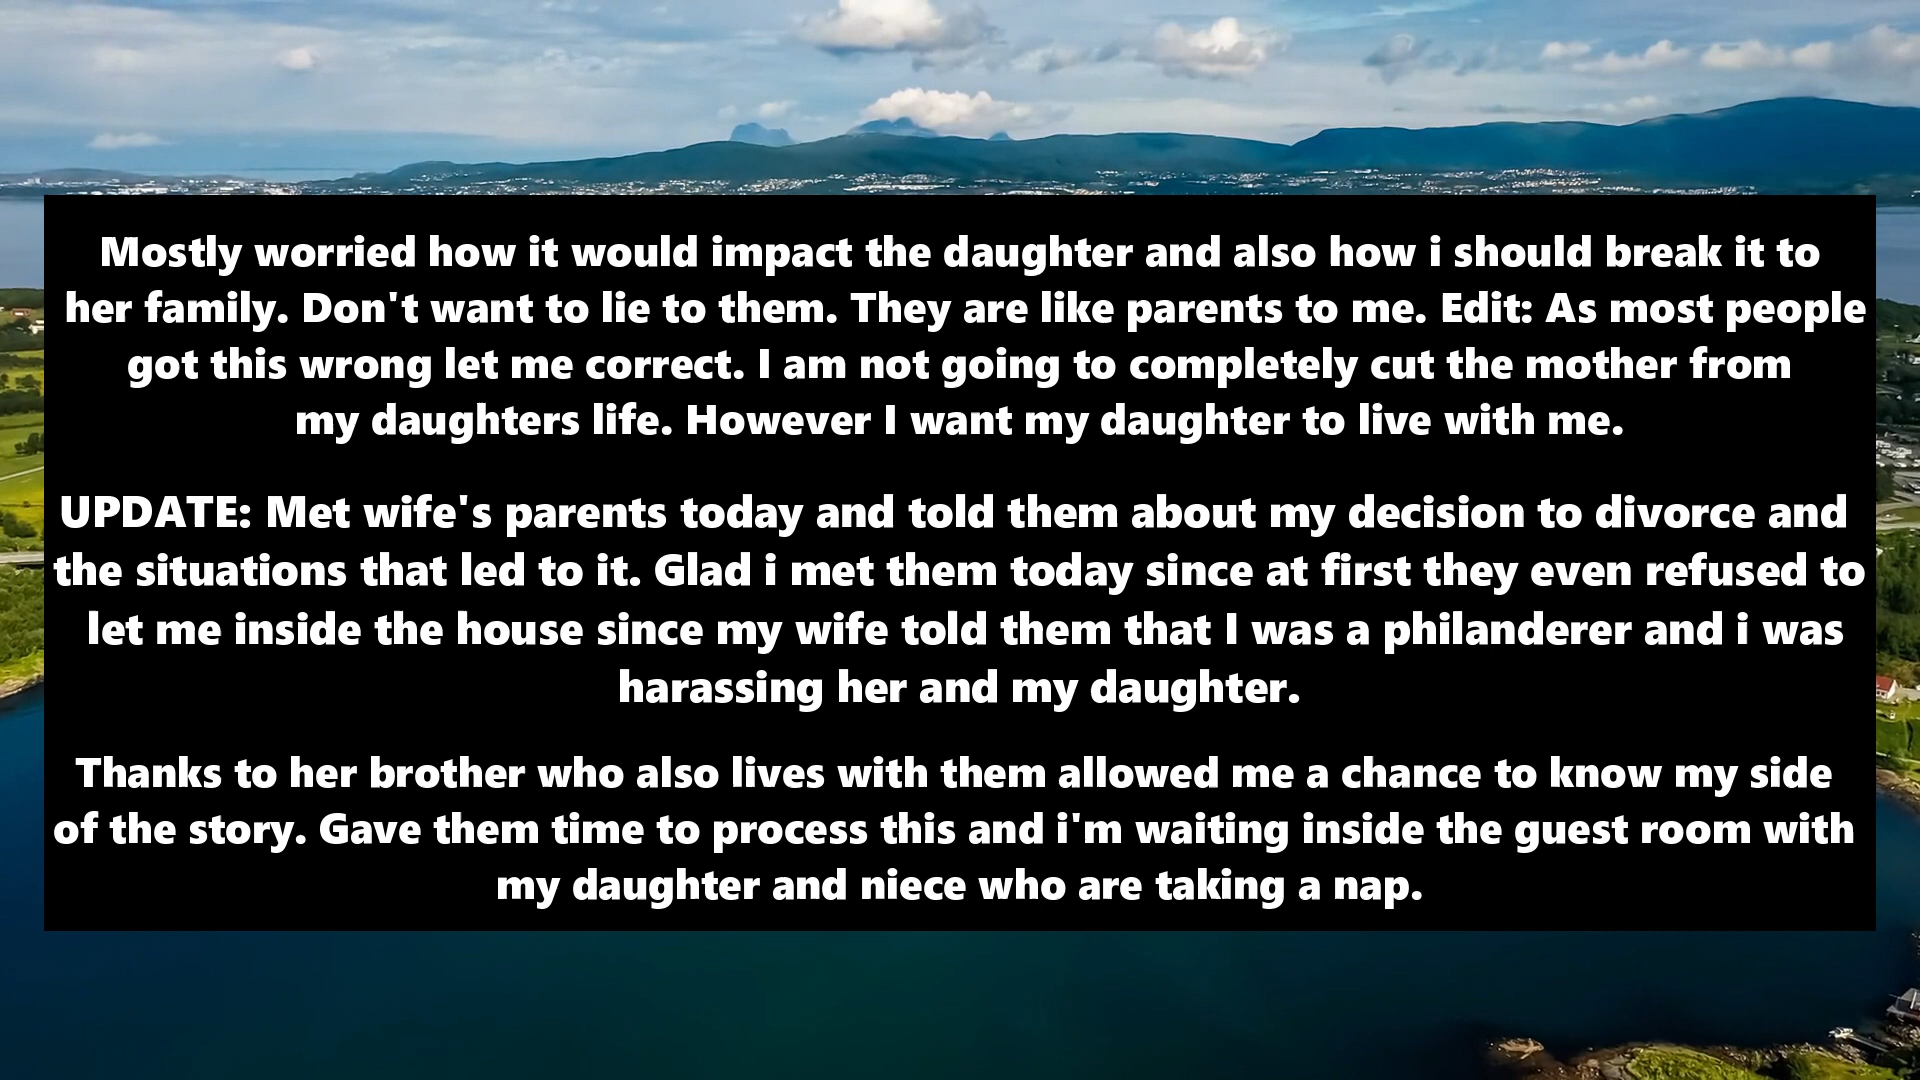 Mostly worried how it would impact the daughter and also how i should break it to
her family. Don't want to lie to them. They are like parents to me. Edit: As most people
got this wrong let me correct. I am not going to completely cut the mother from
my daughters life. However I want my daughter to live with me.
UPDATE: Met wife's parents today and told them about my decision to divorce and
the situations that led to it. Glad i met them today since at first they even refused to
let me inside the house since my wife told them that I was a philanderer and i was
harassing her and my daughter.
Thanks to her brother who also lives with them allowed me a chance to know my side
of the story. Gave them time to process this and i'm waiting inside the guest room with
my daughter and niece who are taking a nap.